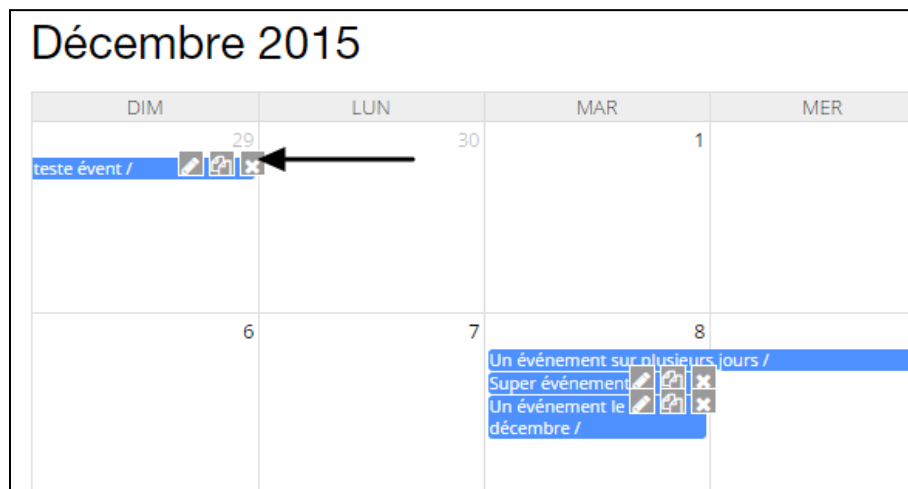 Décembre 2015
DIM LUN MAR MER
29 30 1
teste évent /
6 7 8
Un événement sur plusieurs jours /
Super événement
Un événement le
décembre /